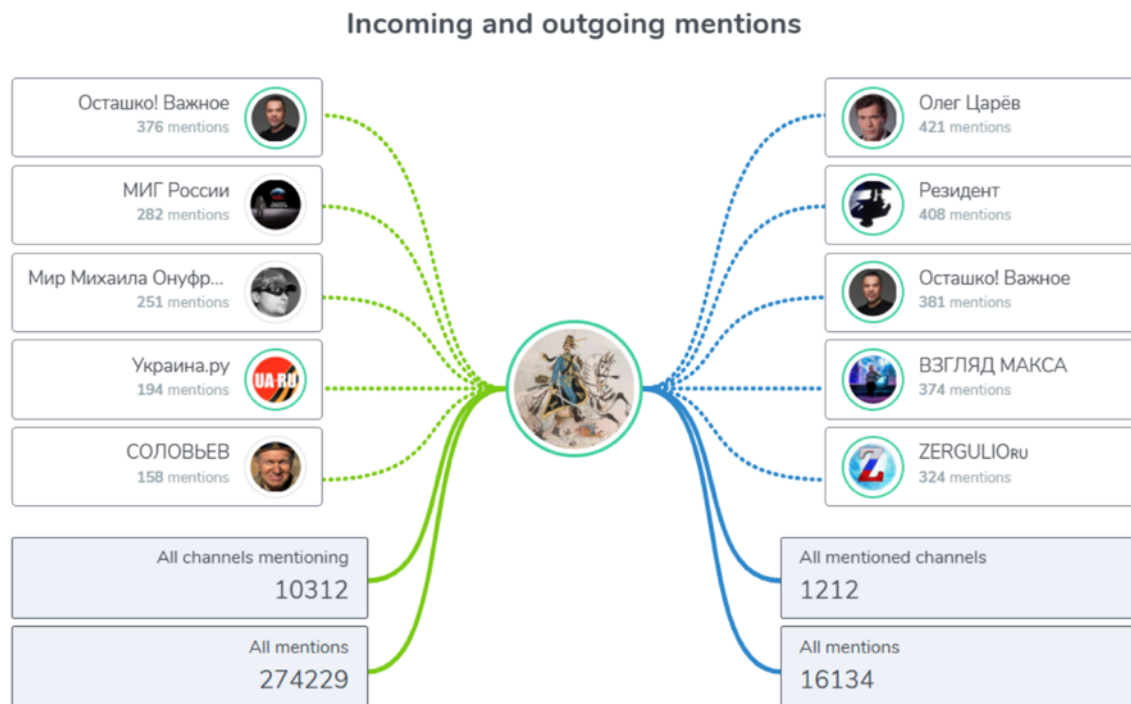 Incoming and outgoing mentions
Осташко! Важное
376 mentions
МИГ России
282 mentions
Мир Михаила Онуфр...
251 mentions
Украина.ру
194 mentions
UA RU
СОЛОВЬЕВ
158 mentions
All channels mentioning
10312
All mentions
274229
Олег Царёв
421 mentions
Резидент
408 mentions
Осташко! Важное
381 mentions
ВЗГЛЯД МАКСА
374 mentions
Z
ZERGULIORU
324 mentions
All mentioned channels
1212
All mentions
16134